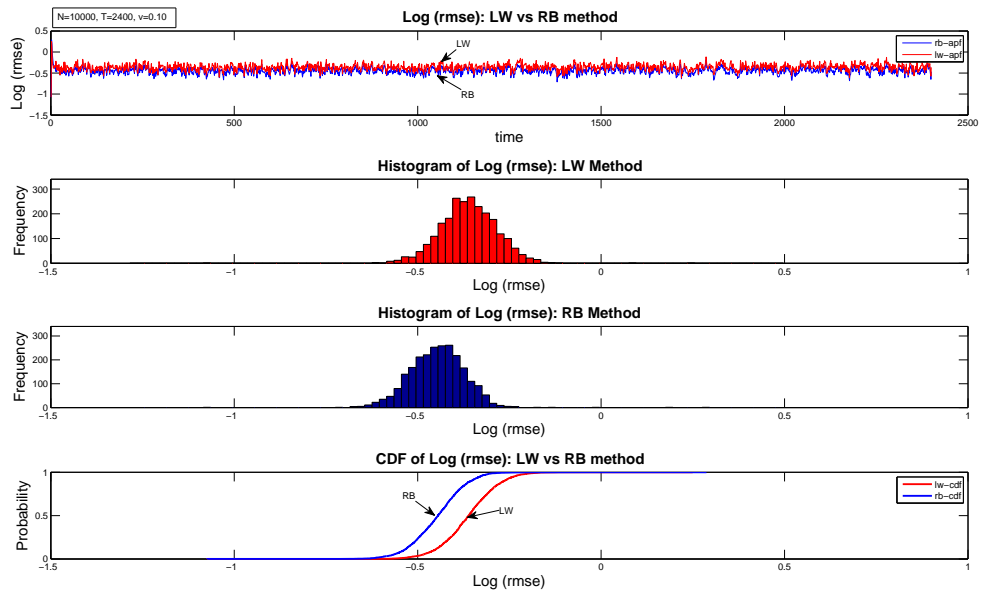 N=10000, T=2400, v=0.10
Log (rmse): LW vs RB method
Log (rmse)
0.5
0
−0.5
−1
−1.5
LW
RB
rb−apf
lw−apf
0
500
1000
1500
2000
2500
time
Histogram of Log (rmse): LW Method
Frequency
300
200
100
0
−1.5
−1
−0.5
0
0.5
1
Log (rmse)
Histogram of Log (rmse): RB Method
Frequency
300
200
100
0
−1.5
−1
−0.5
0
0.5
1
Log (rmse)
CDF of Log (rmse): LW vs RB method
Probability
1
0.5
0
RB
LW
lw−cdf
rb−cdf
−1.5
−1
−0.5
0
0.5
1
Log (rmse)